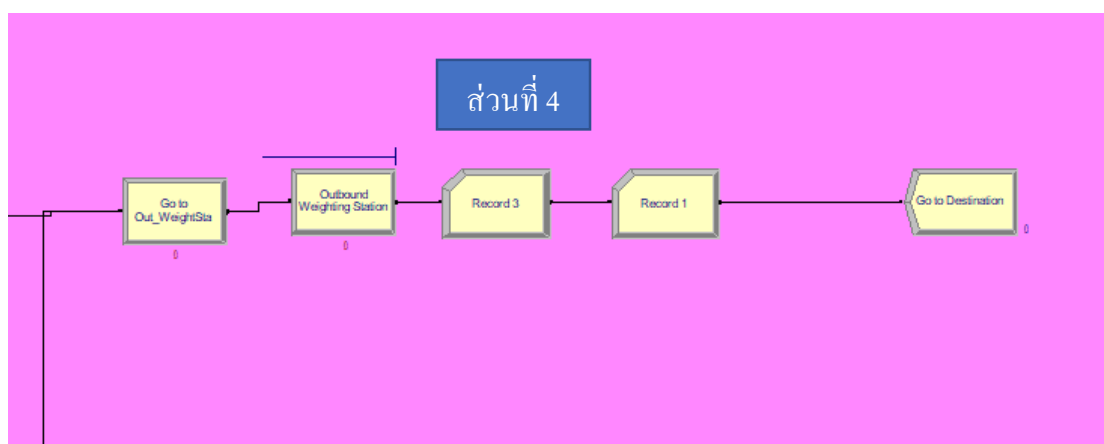 ส่วนที่ 4
Go to
Out_WeightSta
0
Outbound
Weighting Station
0
Record 3
Record 1
Go to Destination
0